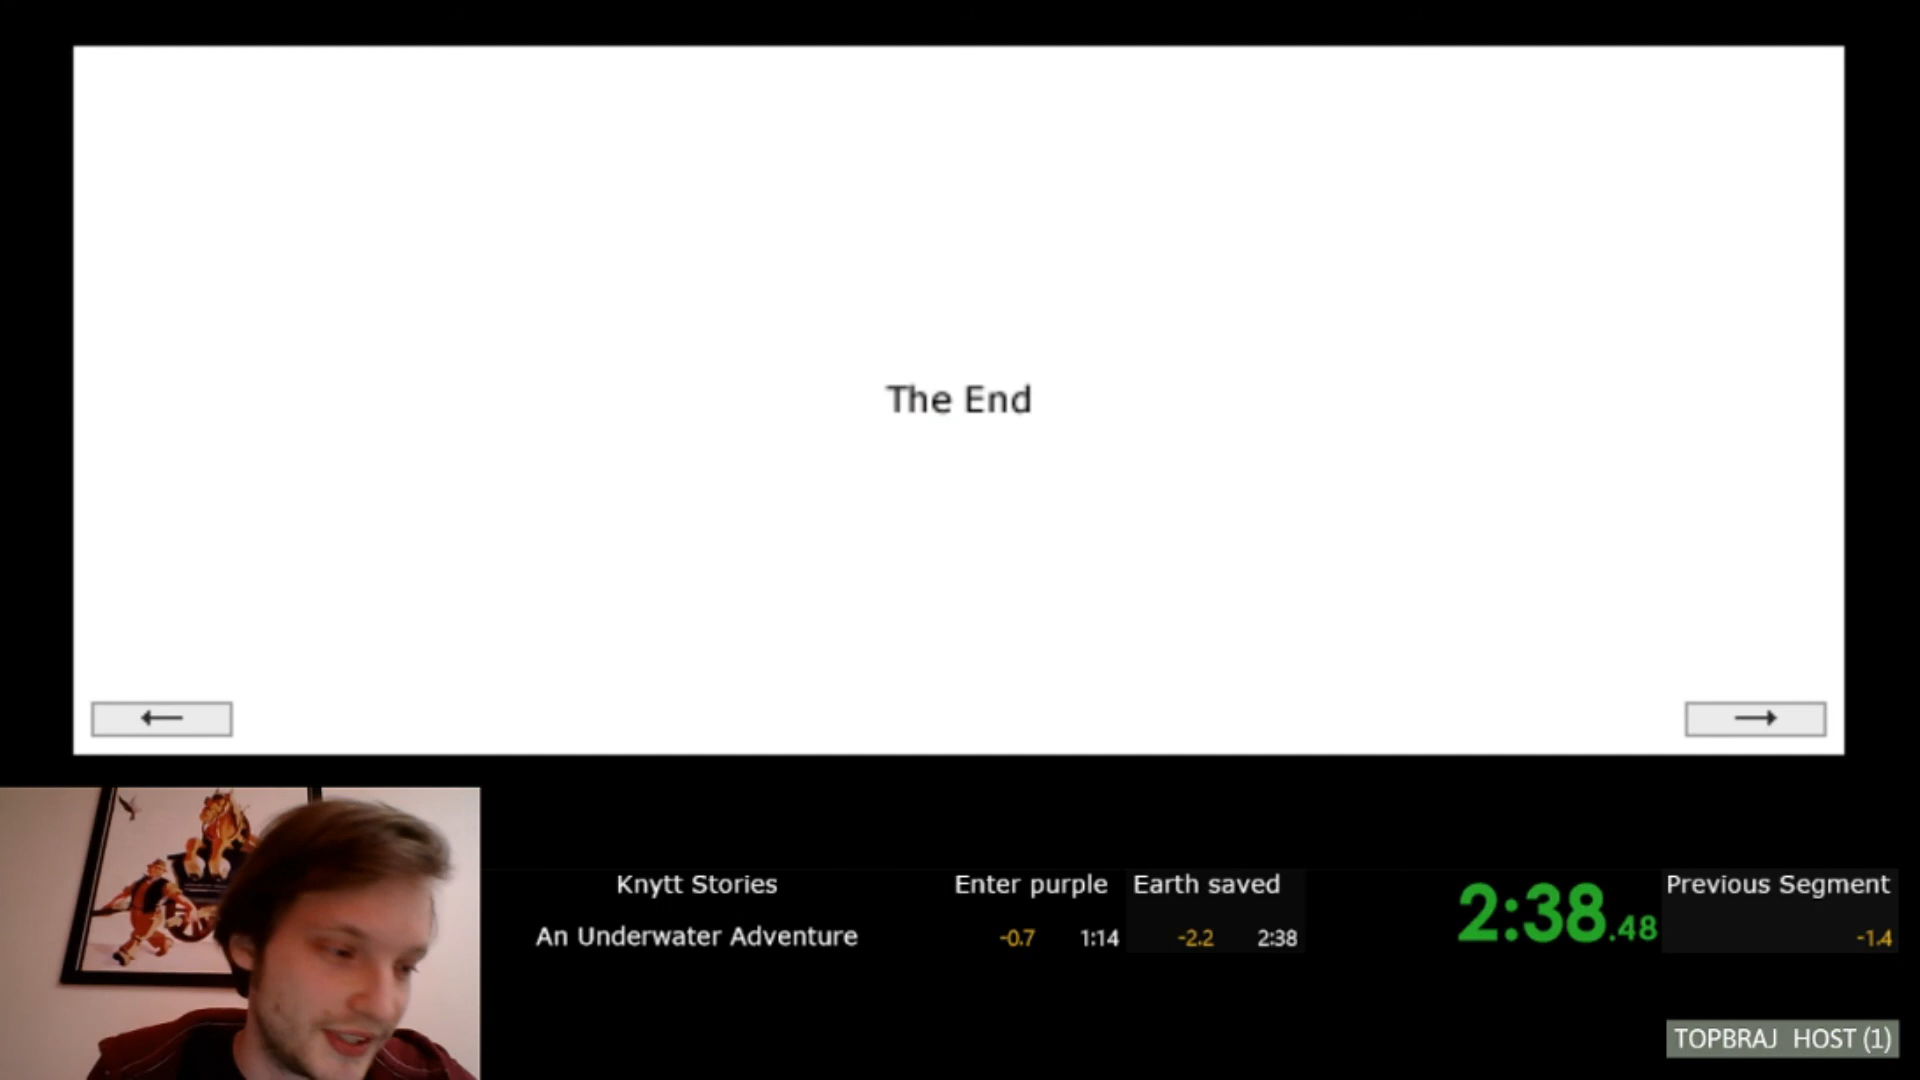 The End
←
→
Knytt Stories
An Underwater Adventure
Enter purple
-0.7 1:14
Earth saved
-2.2 2:38
2:38.48
Previous Segment
-1.4
TOPBRAJ HOST (1)